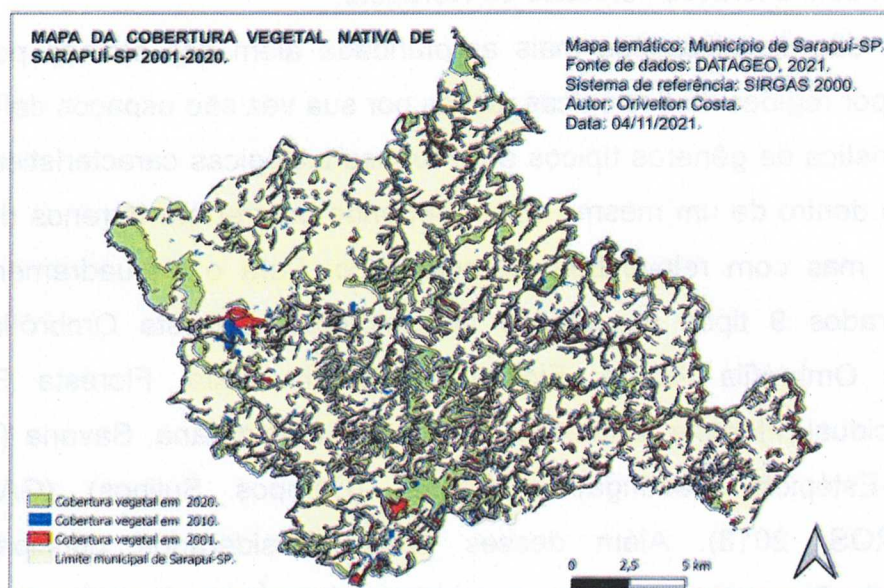 MAPA DA COBERTURA VEGETAL NATIVA DE
SARAPUÍ-SP 2001-2020.
Mapa temático: Município de Sarapuí-SP.
Fonte de dados: DATAGEO, 2021.
Sistema de referência: SIRGAS 2000.
Autor: Orivelton Costa.
Data: 04/11/2021.
Cobertura vegetal em 2020.
Cobertura vegetal em 2010.
Cobertura vegetal em 2001.
Limite municipal de Sarapuí-SP.
0 2,5 5 km